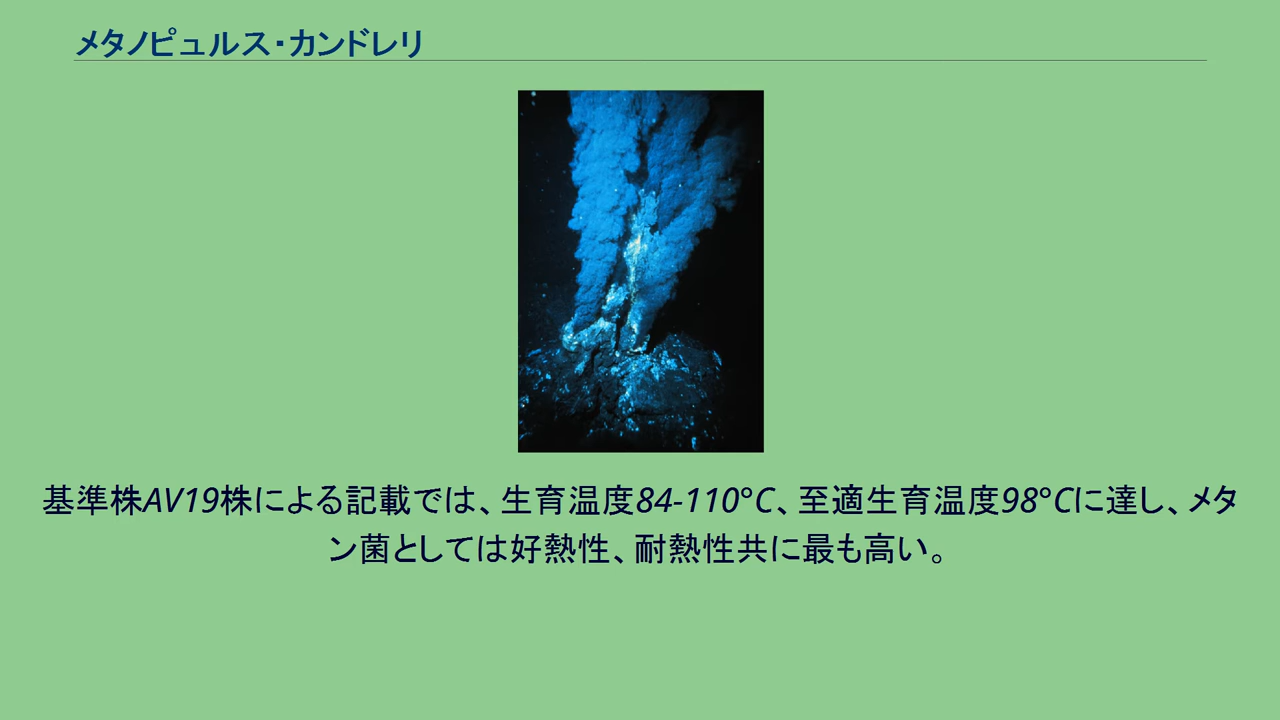 メタノピュルス・カンドレリ
基準株AV19株による記載では、生育温度84-110°C、至適生育温度98°Cに達し、メタ
ン菌としては好熱性、耐熱性共に最も高い。